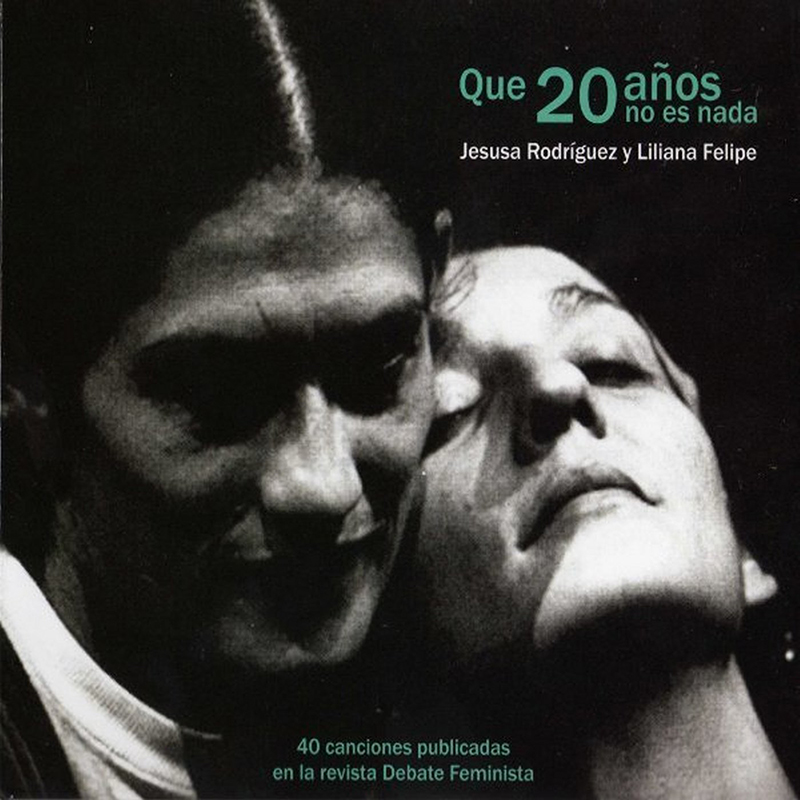 Que 20 años
no es nada
Jesusa Rodríguez y Liliana Felipe
40 canciones publicadas
en la revista Debate Feminista